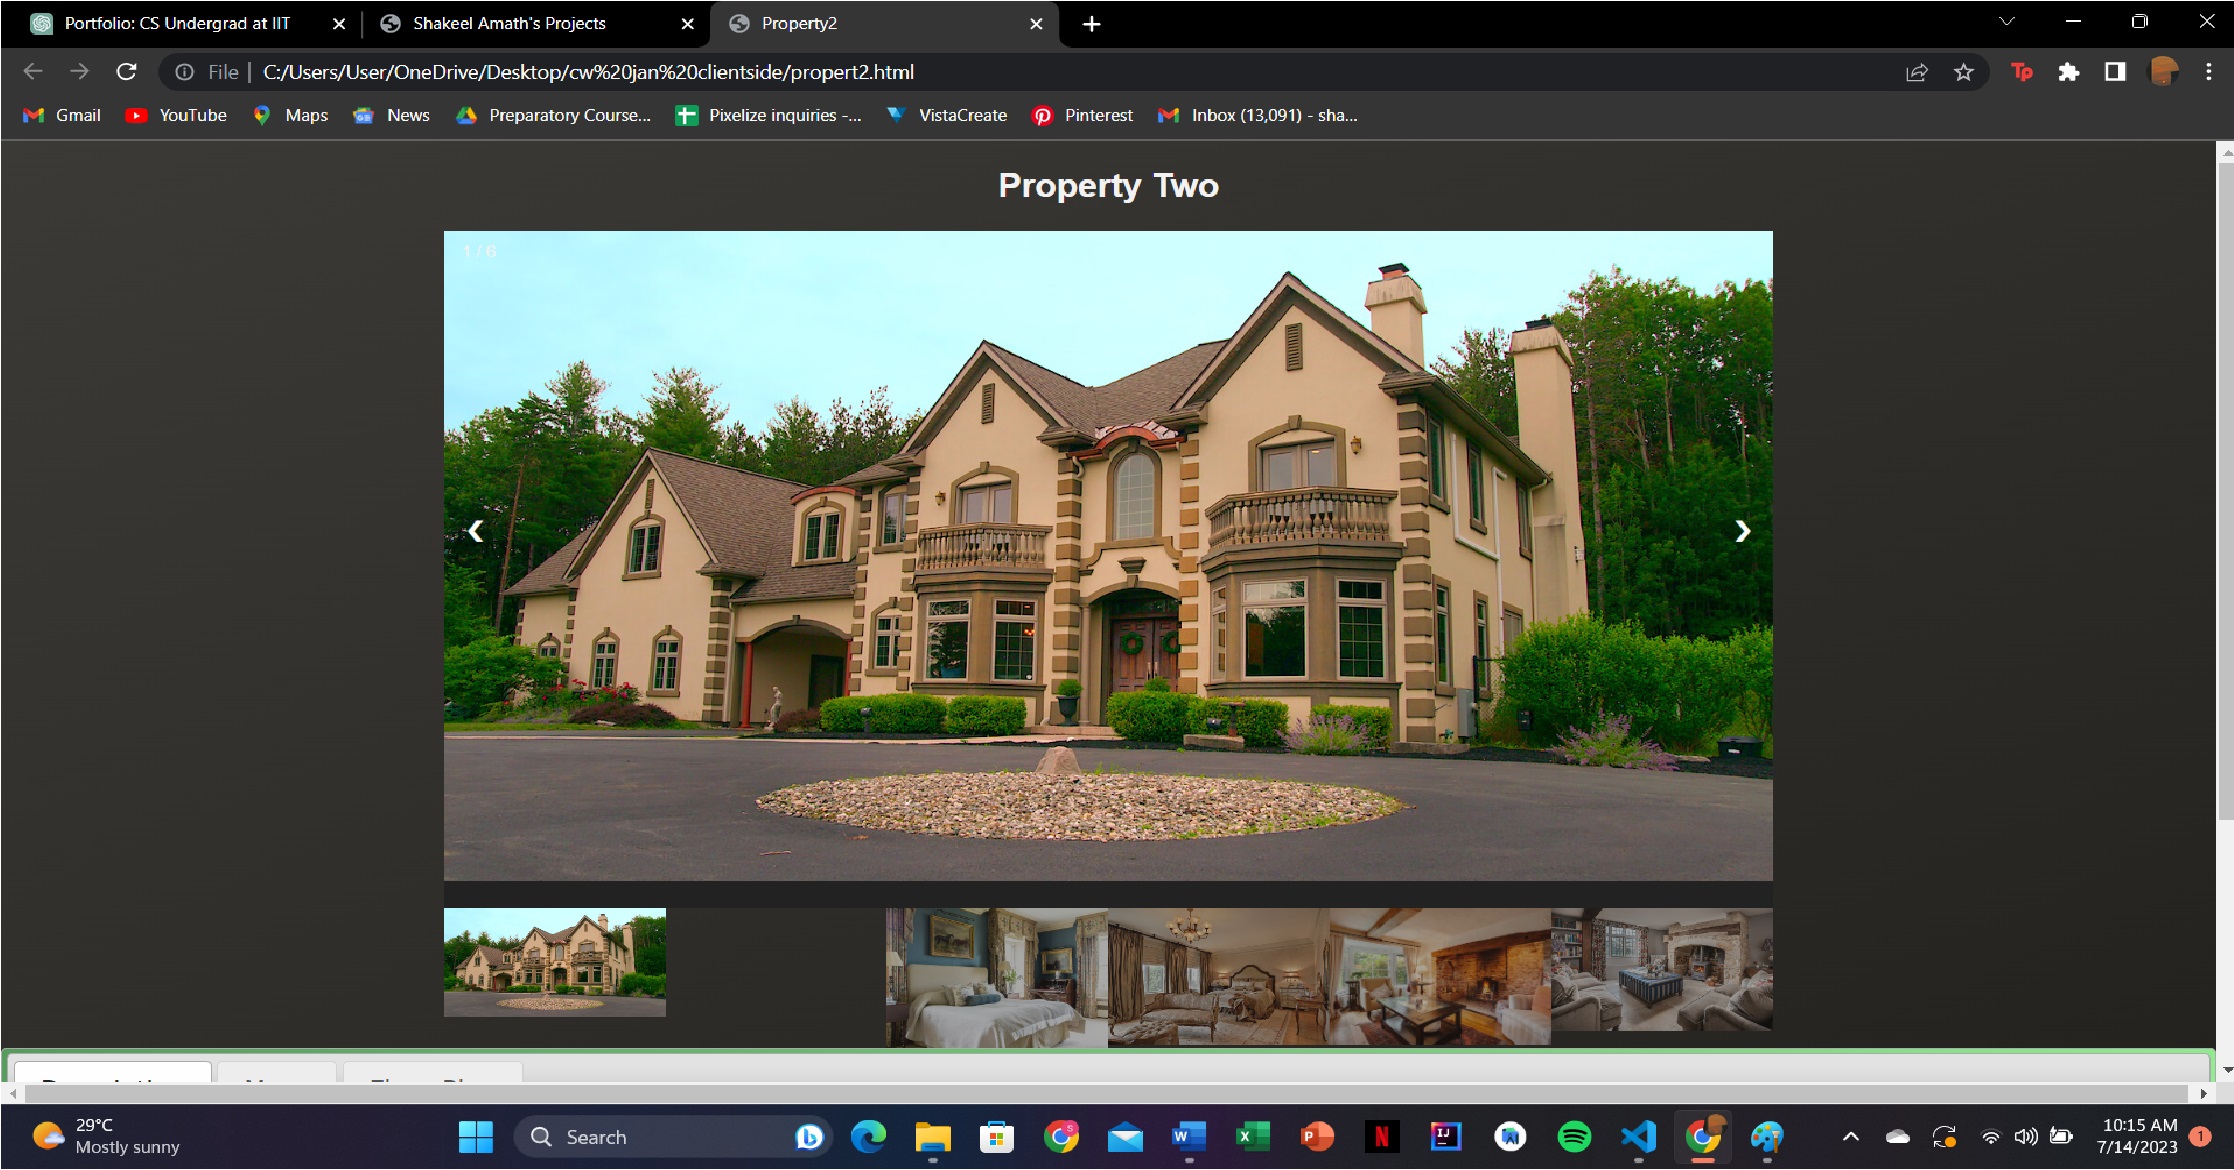 Portfolio: CS Undergrad at IIT
Shakeel Amath"s Projects
Property2
File | C:/Users/User/OneDrive/Desktop/cw%20jan%20clientside/propert2.html
Tp
Gmail
YouTube
Maps
News
Preparatory Course...
Pixelize inquiries -...
VistaCreate
Pinterest
Inbox (13,091) - sha...
Property Two
1 / 6
❮
❯
29°C
Mostly sunny
Search
10:15 AM
7/14/2023
1